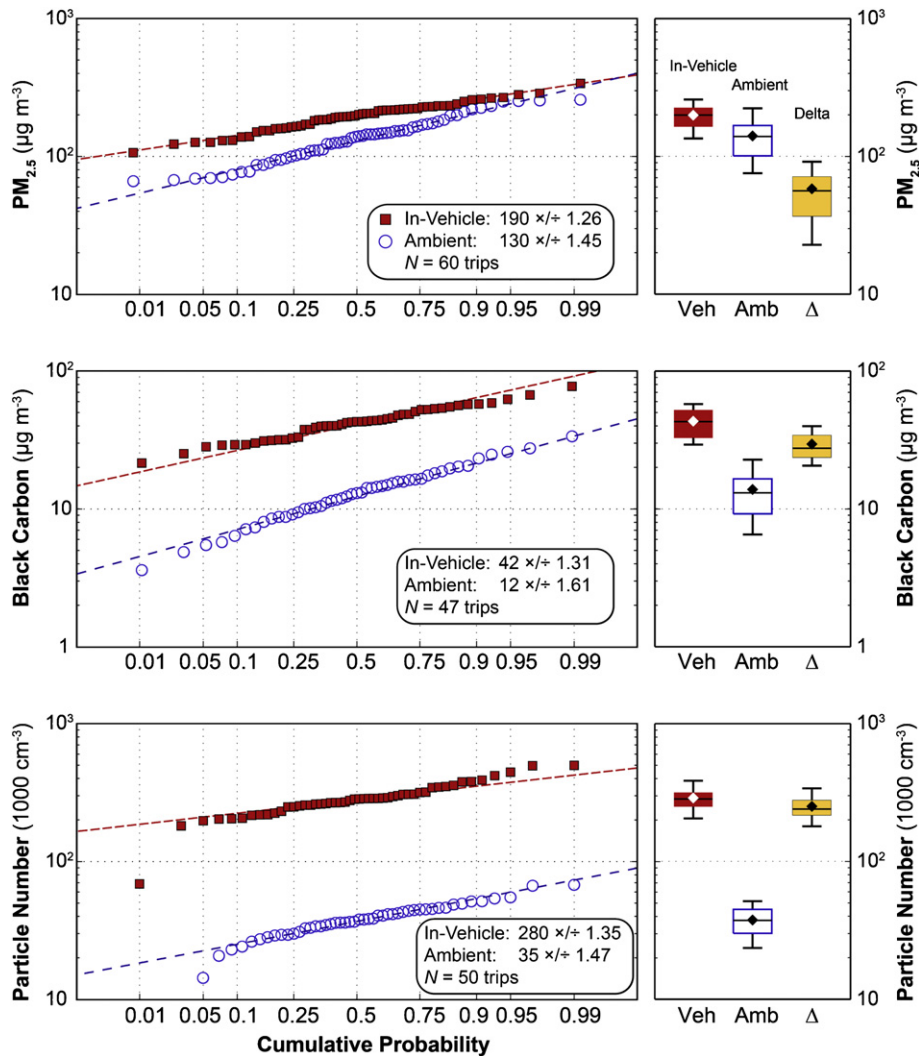 10³
10²
10
PM₂.₅ (µg m⁻³)
In-Vehicle: 190 ×/÷ 1.26
Ambient: 130 ×/÷ 1.45
N = 60 trips
0.01 0.05 0.1 0.25 0.5 0.75 0.9 0.95 0.99
In-Vehicle
Ambient
Delta
Veh Amb Δ
10³
10²
10
PM₂.₅ (µg m⁻³)
10²
10
1
Black Carbon (µg m⁻³)
In-Vehicle: 42 ×/÷ 1.31
Ambient: 12 ×/÷ 1.61
N = 47 trips
0.01 0.05 0.1 0.25 0.5 0.75 0.9 0.95 0.99
Veh Amb Δ
10²
10
1
Black Carbon (µg m⁻³)
10³
10²
10
Particle Number (1000 cm⁻³)
In-Vehicle: 280 ×/÷ 1.35
Ambient: 35 ×/÷ 1.47
N = 50 trips
0.01 0.05 0.1 0.25 0.5 0.75 0.9 0.95 0.99
Cumulative Probability
Veh Amb Δ
10³
10²
10
Particle Number (1000 cm⁻³)